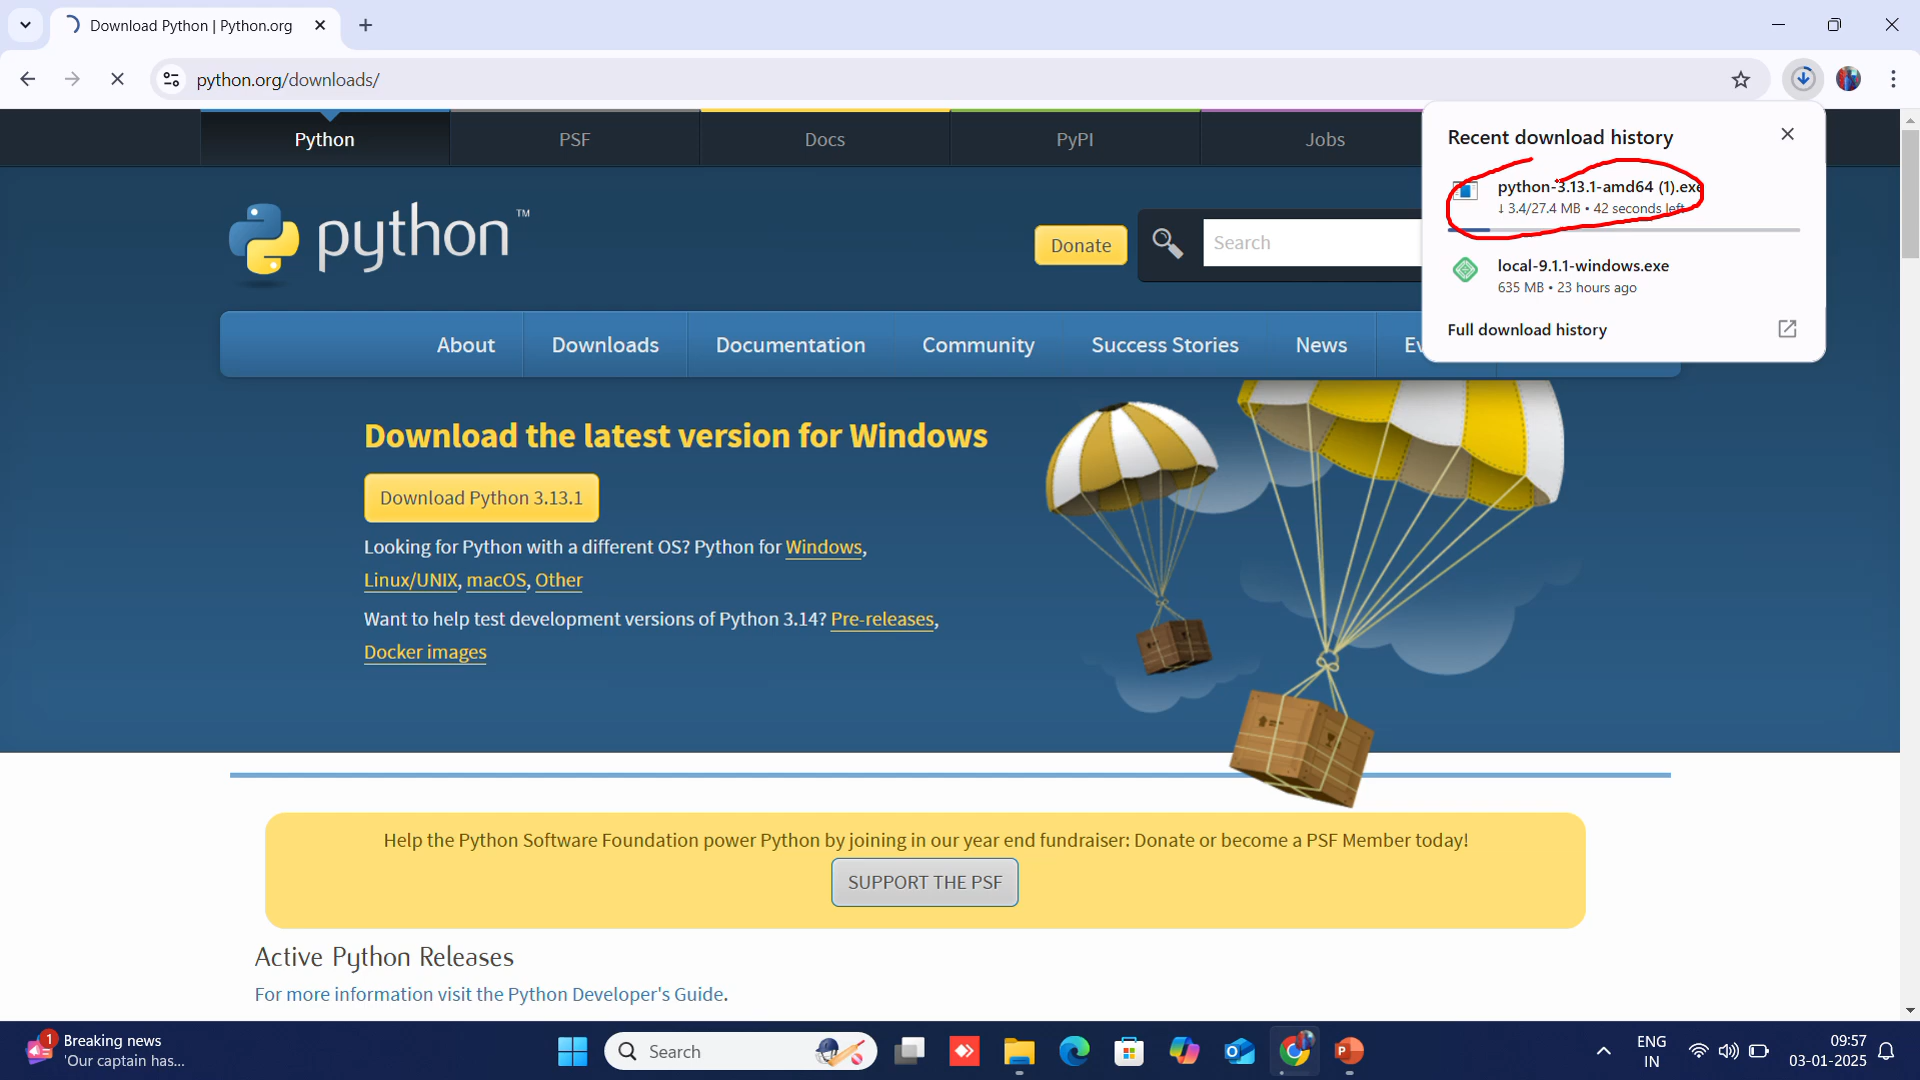 Download Python | Python.org
python.org/downloads/
Python
PSF
Docs
PyPI
Jobs
Recent download history
python-3.13.1-amd64 (1).exe
↓ 3.4/27.4 MB • 42 seconds left
local-9.1.1-windows.exe
635 MB • 23 hours ago
Full download history
python™
Donate
Search
About
Downloads
Documentation
Community
Success Stories
News
Download the latest version for Windows
Download Python 3.13.1
Looking for Python with a different OS? Python for Windows,
Linux/UNIX, macOS, Other
Want to help test development versions of Python 3.14? Pre-releases,
Docker images
Help the Python Software Foundation power Python by joining in our year end fundraiser: Donate or become a PSF Member today!
SUPPORT THE PSF
Active Python Releases
For more information visit the Python Developer's Guide.
1
Breaking news
'Our captain has...
Search
ENG
IN
09:57
03-01-2025